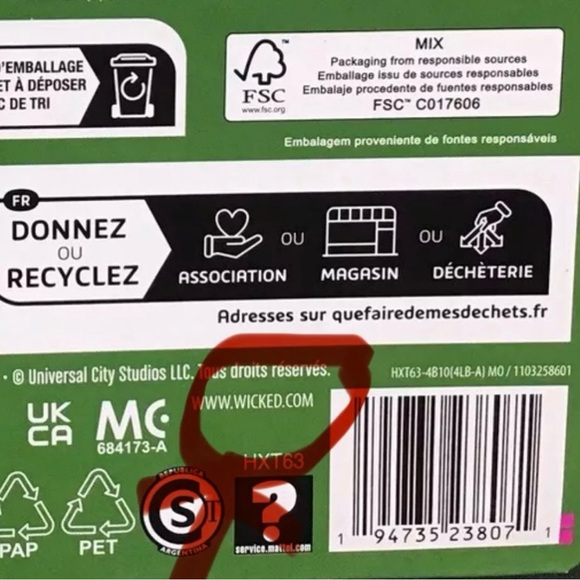 D'EMBALLAGE
ET À DÉPOSER
C DE TRI
MIX
Packaging from responsible sources
Emballage issu de sources responsables
Embalaje procedente de fuentes responsables
FSC™ C017606
FSC
www.fsc.org
Embalagem proveniente de fontes responsáveis
FR
DONNEZ
OU
RECYCLEZ
ASSOCIATION
OU
MAGASIN
OU
DÉCHÈTERIE
Adresses sur quefairedemesdechets.fr
· © Universal City Studios LLC. Tous droits réservés.
HXT63-4B10(4LB-A) MO / 1103258601
WWW.WICKED.COM
UK
CA
MC
684173-A
HXT63
REPUBLICA
S
ARGENTINA
?
service.mattel.com
PAP
PET
1 94735 23807 1